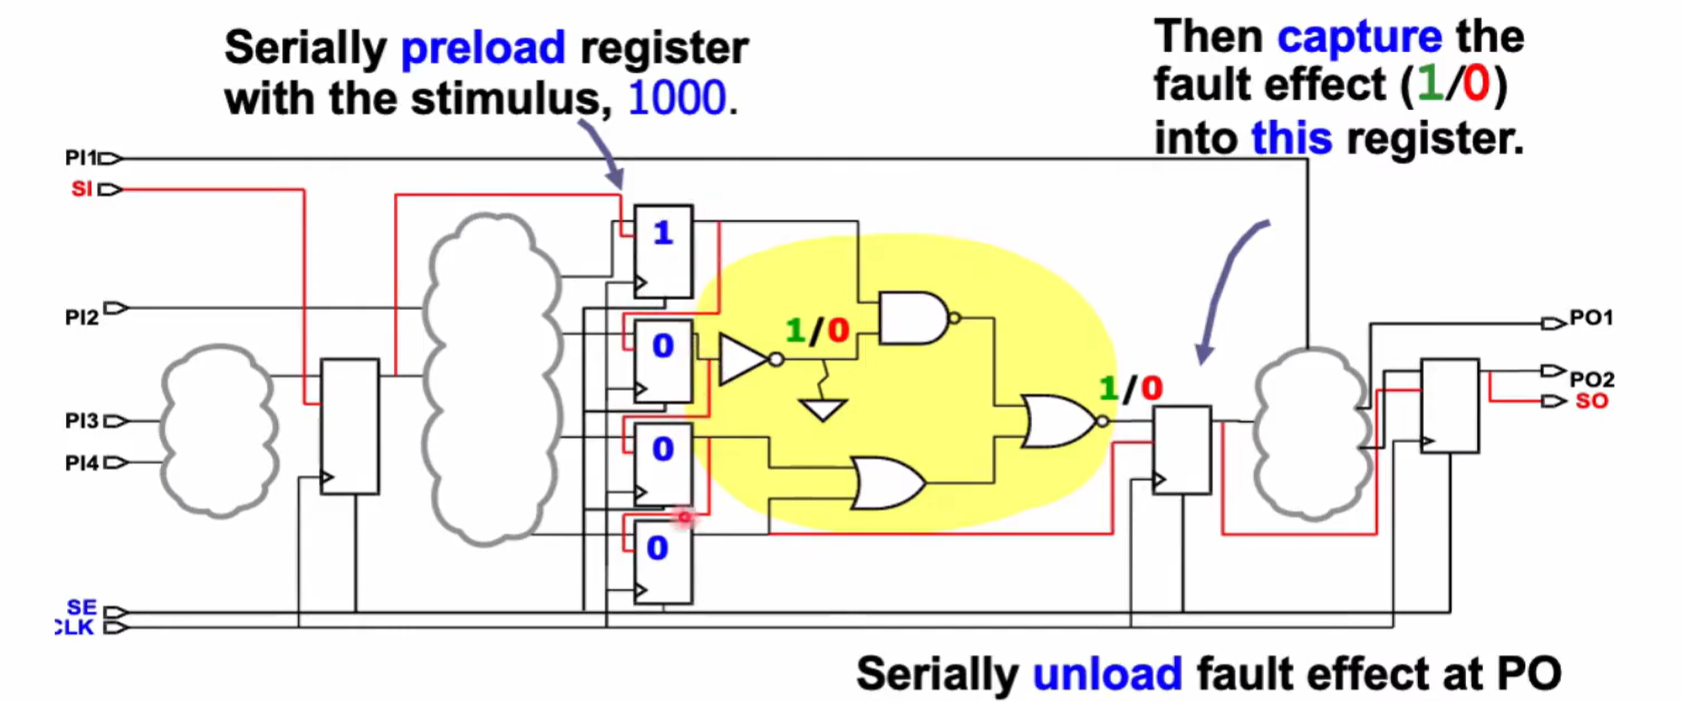 Serially preload register
with the stimulus, 1000.
Then capture the
fault effect (1/0)
into this register.
PI1
SI
PI2
PI3
PI4
SE
CLK
1
0
0
0
1/0
1/0
PO1
PO2
SO
Serially unload fault effect at PO